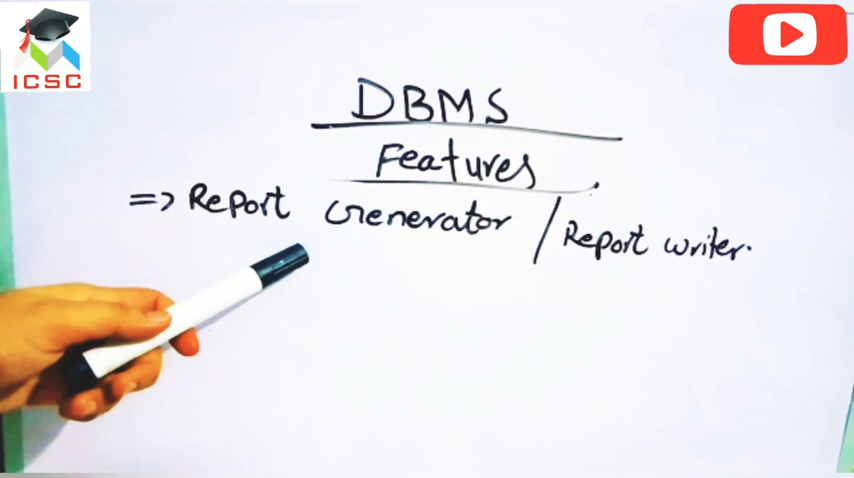 ICSC
DBMS
Features
=> Report Generator / Report writer.